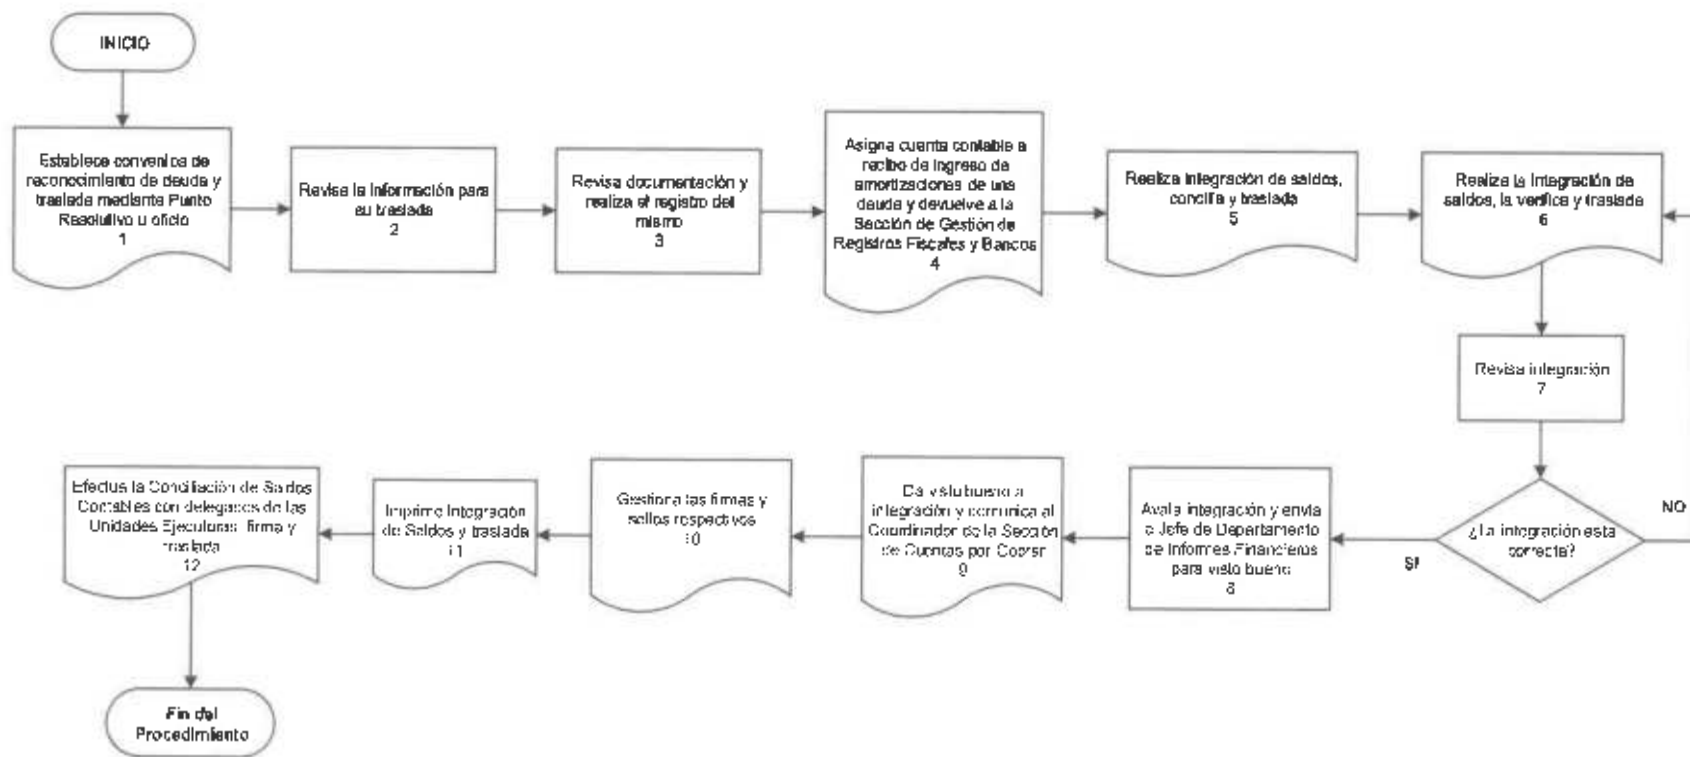 INICIO
Establece convenios de
reconocimiento de deuda y
traslada mediante Punto
Resolutivo u oficio
1
Revisa la información para
su traslada
2
Revisa documentación y
realiza el registro del
mismo
3
Asigna cuenta contable a
recibo de ingreso de
amortizaciones de una
deuda y devuelve a la
Sección de Gestión de
Registros Fiscales y Bancos
4
Realiza integración de saldos,
concilia y traslada
5
Realiza la integración de
saldos, la verifica y traslada
6
Revisa integración
7
¿La integración esta
correcta?
NO
SI
Avala integración y envía
a Jefe de Departamento
de Informes Financieros
para visto bueno
8
Da visto bueno a
integración y comunica al
Coordinador de la Sección
de Cuentas por Cobrar
9
Gestiona las firmas y
sellos respectivos
10
Imprime Integración
de Saldos y traslada
11
Efectua la Conciliación de Saldos
Contables con delegados de las
Unidades Ejecutoras, firma y
traslada
12
Fin del
Procedimiento